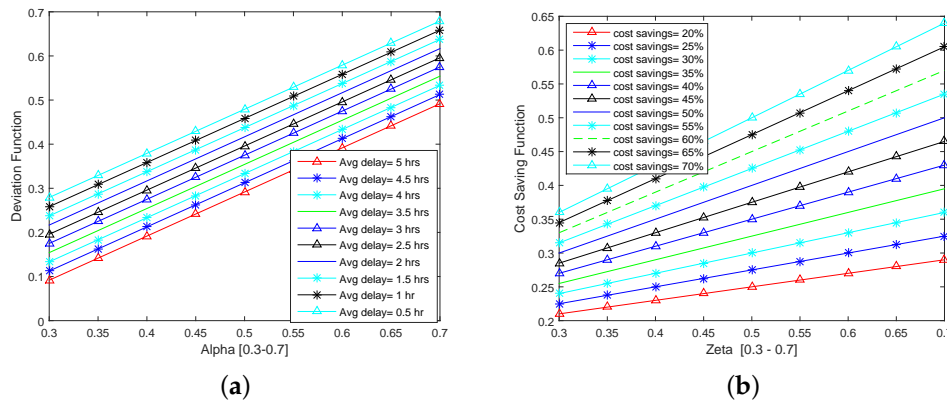 Deviation Function
0.7
0.6
0.5
0.4
0.3
0.2
0.1
0
Avg delay= 5 hrs
Avg delay= 4.5 hrs
Avg delay= 4 hrs
Avg delay= 3.5 hrs
Avg delay= 3 hrs
Avg delay= 2.5 hrs
Avg delay= 2 hrs
Avg delay= 1.5 hrs
Avg delay= 1 hr
Avg delay= 0.5 hr
0.3 0.35 0.4 0.45 0.5 0.55 0.6 0.65 0.7
Alpha [0.3-0.7]
(a)
Cost Saving Function
0.65
0.6
0.55
0.5
0.45
0.4
0.35
0.3
0.25
0.2
cost savings= 20%
cost savings= 25%
cost savings= 30%
cost savings= 35%
cost savings= 40%
cost savings= 45%
cost savings= 50%
cost savings= 55%
cost savings= 60%
cost savings= 65%
cost savings= 70%
0.3 0.35 0.4 0.45 0.5 0.55 0.6 0.65 0.7
Zeta [0.3 - 0.7]
(b)